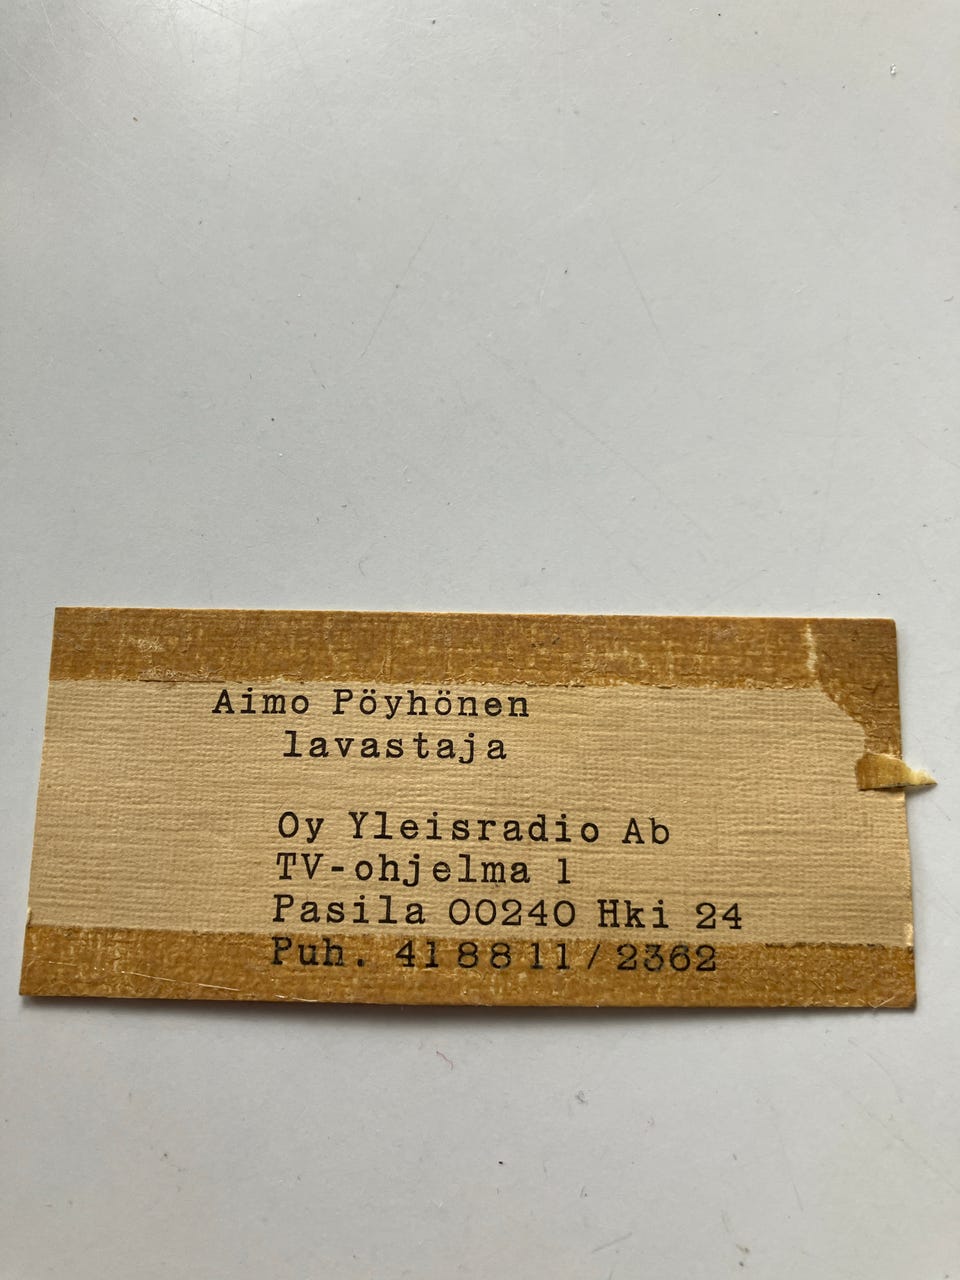 Aimo Pöyhönen
lavastaja
Oy Yleisradio Ab
TV-ohjelma 1
Pasila 00240 Hki 24
Puh. 418811/2362